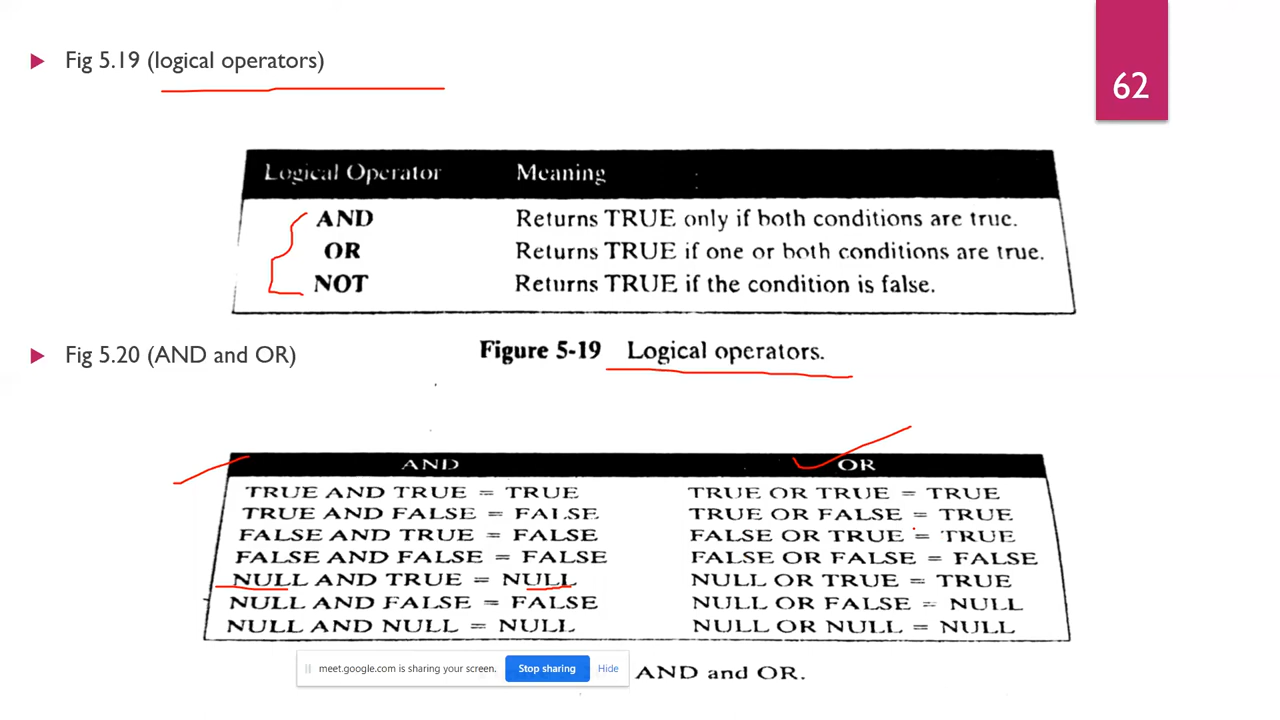 Fig 5.19 (logical operators)
62
Logical Operator Meaning
AND Returns TRUE only if both conditions are true.
OR Returns TRUE if one or both conditions are true.
NOT Returns TRUE if the condition is false.
Figure 5-19 Logical operators.
Fig 5.20 (AND and OR)
AND OR
TRUE AND TRUE = TRUE TRUE OR TRUE = TRUE
TRUE AND FALSE = FALSE TRUE OR FALSE = TRUE
FALSE AND TRUE = FALSE FALSE OR TRUE = TRUE
FALSE AND FALSE = FALSE FALSE OR FALSE = FALSE
NULL AND TRUE = NULL NULL OR TRUE = TRUE
NULL AND FALSE = FALSE NULL OR FALSE = NULL
NULL AND NULL = NULL NULL OR NULL = NULL
meet.google.com is sharing your screen. Stop sharing Hide
AND and OR.